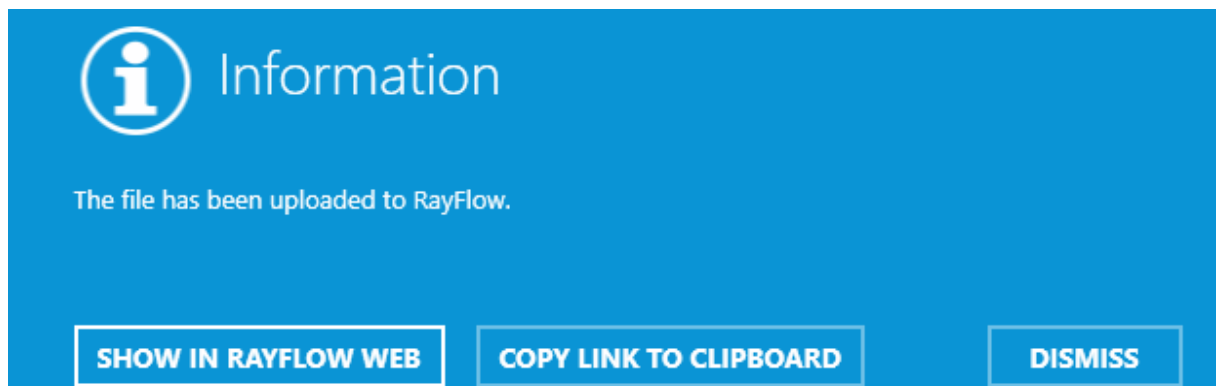 Information
The file has been uploaded to RayFlow.
SHOW IN RAYFLOW WEB
COPY LINK TO CLIPBOARD
DISMISS